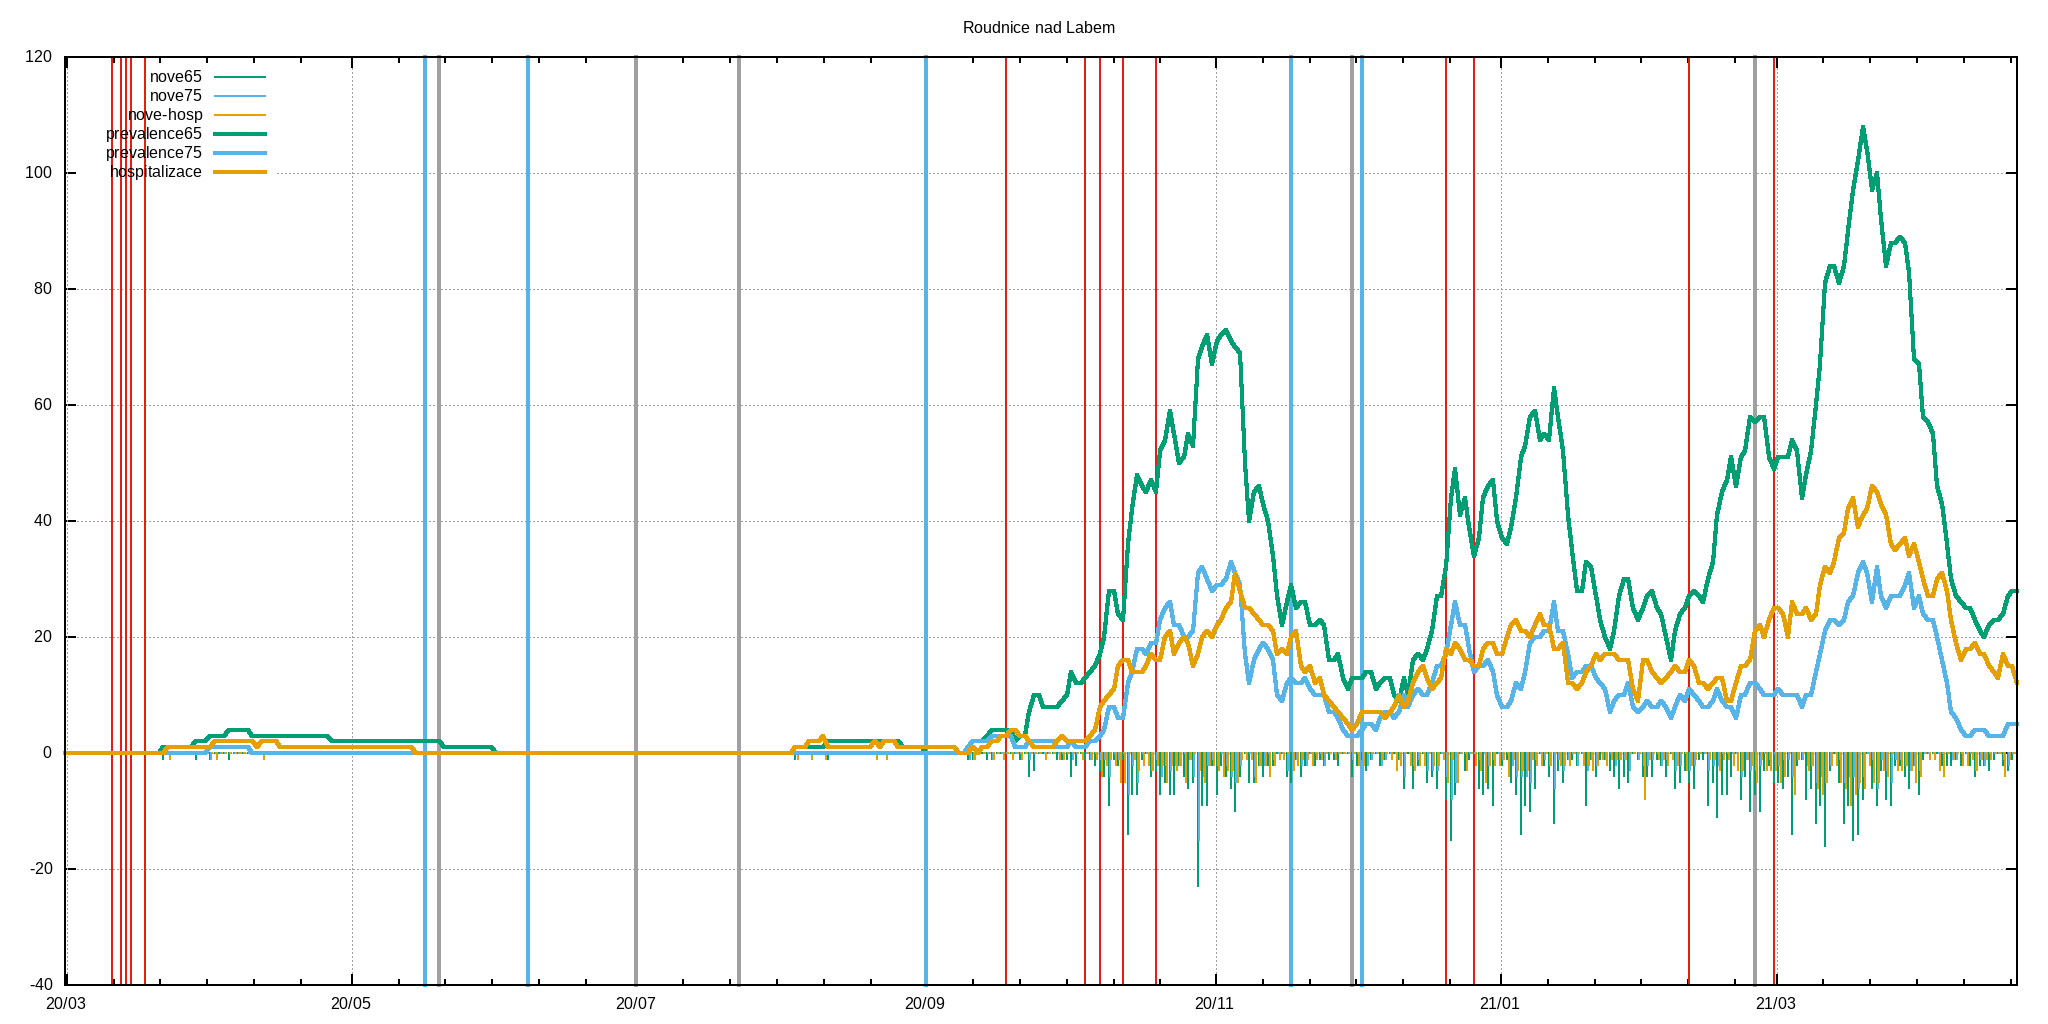 Roudnice nad Labem
120
100
80
60
40
20
0
-20
-40
nove65
nove75
nove-hosp
prevalence65
prevalence75
hospitalizace
20/03 20/05 20/07 20/09 20/11 21/01 21/03